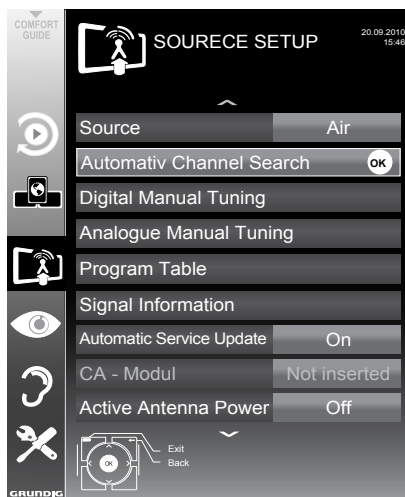 COMFORT
GUIDE
SOURECE SETUP
20.09.2010
15:46
Source Air
Automativ Channel Search OK
Digital Manual Tuning
Analogue Manual Tuning
Program Table
Signal Information
Automatic Service Update On
CA - Modul Not inserted
Active Antenna Power Off
Exit
OK Back
GRUNDIG